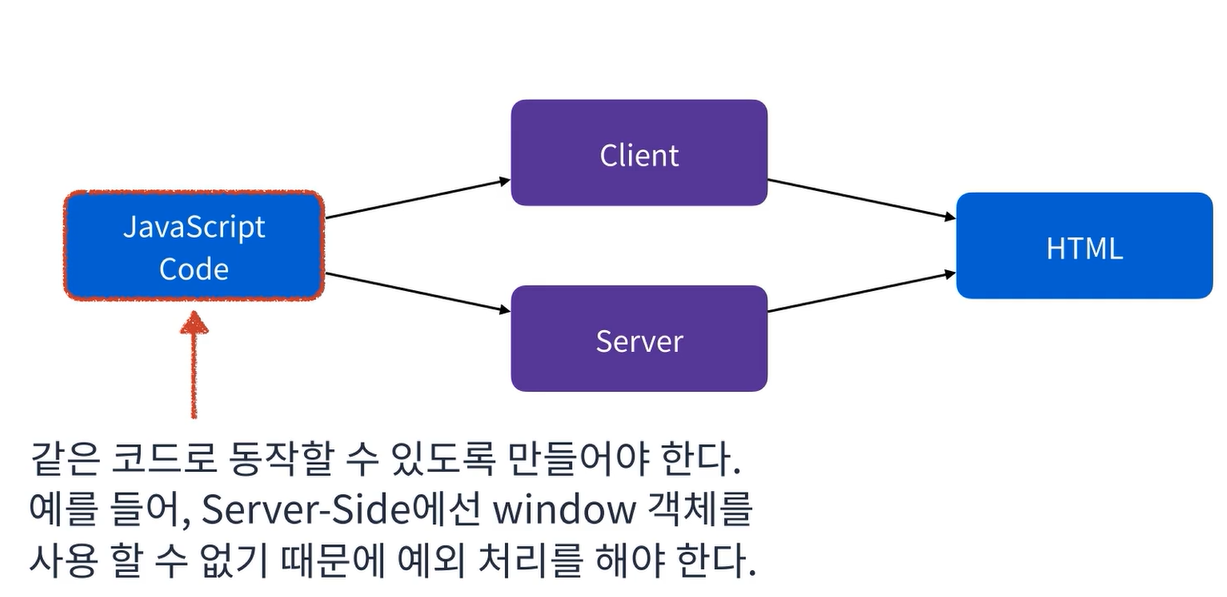 Client
JavaScript
Code
HTML
Server
같은 코드로 동작할 수 있도록 만들어야 한다.
예를 들어, Server-Side에선 window 객체를
사용 할 수 없기 때문에 예외 처리를 해야 한다.